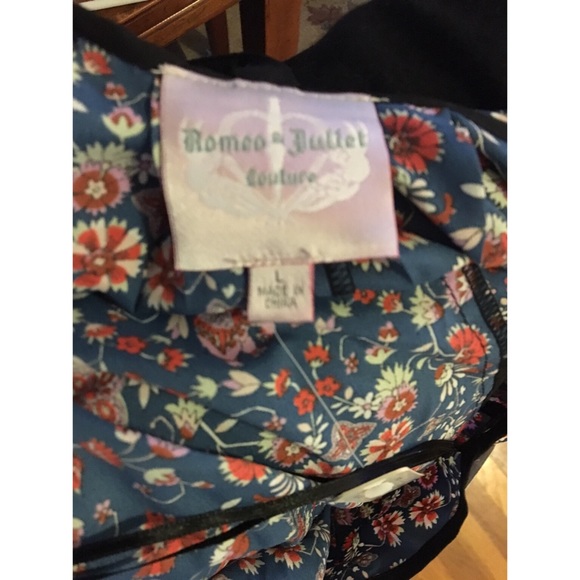 Romeo & Juliet
Couture
L
MADE IN
CHINA